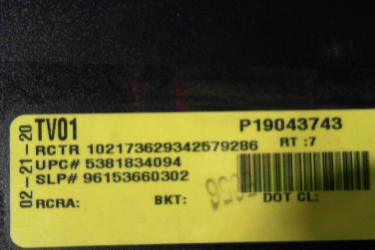 02-21-20
TV01 P19043743
RCTR 102173629342579286 RT :7
UPC# 5381834094
SLP# 96153660302
RCRA: BKT: DOT CL: